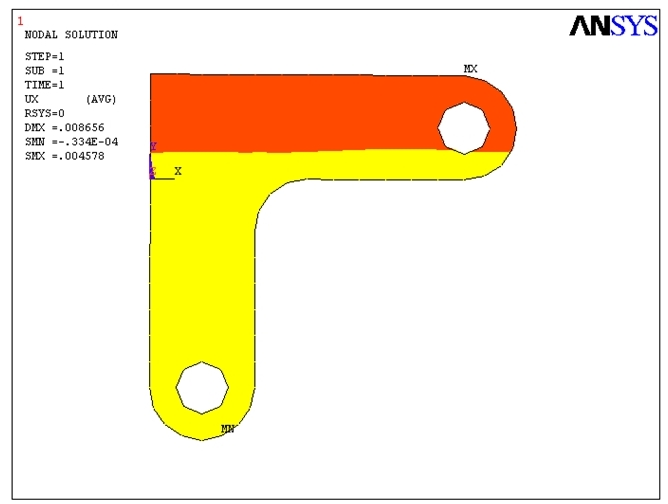 1
ANSYS
NODAL SOLUTION
STEP=1
SUB =1
TIME=1
UX (AVG)
RSYS=0
DMX =.008656
SMN =-.334E-04
SMX =.004578
MX
Y
X
MN